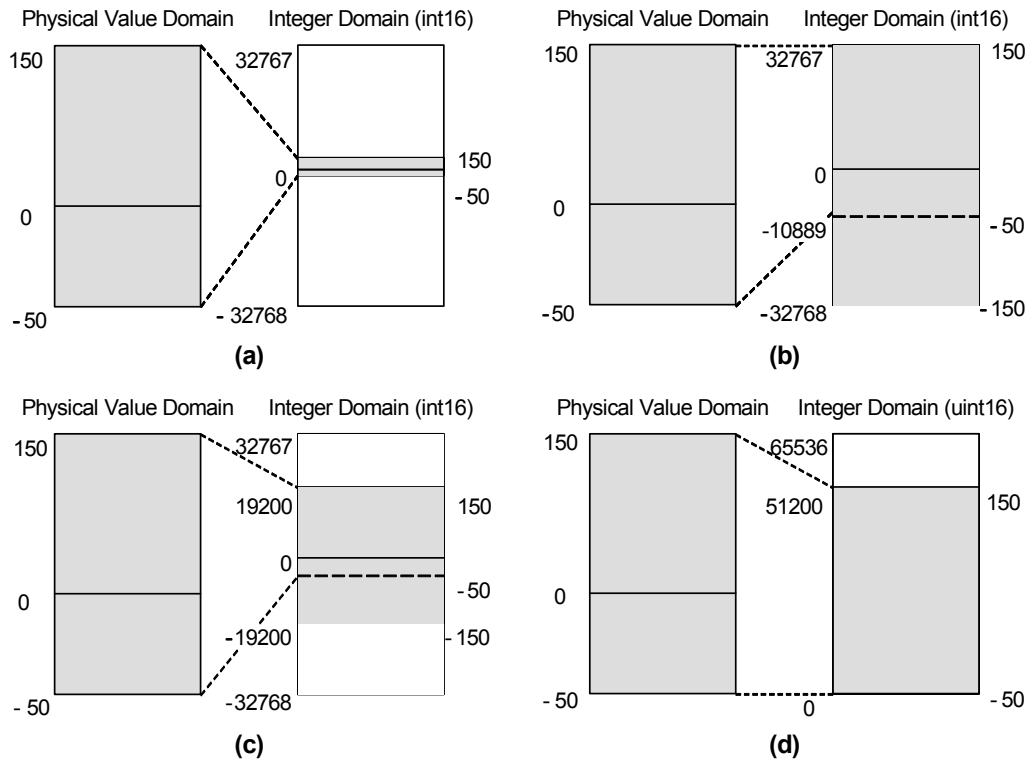 Physical Value Domain Integer Domain (int16)
150 32767
150
0 0
- 50
- 50 - 32768
(a)
Physical Value Domain Integer Domain (int16)
150 32767 150
0 0
-10889 - 50
- 50 -32768 - 150
(b)
Physical Value Domain Integer Domain (int16)
150 32767
19200 150
0 0
- 50
-19200 - 150
- 50 -32768
(c)
Physical Value Domain Integer Domain (uint16)
150 65536
51200 150
0
- 50 0 - 50
(d)